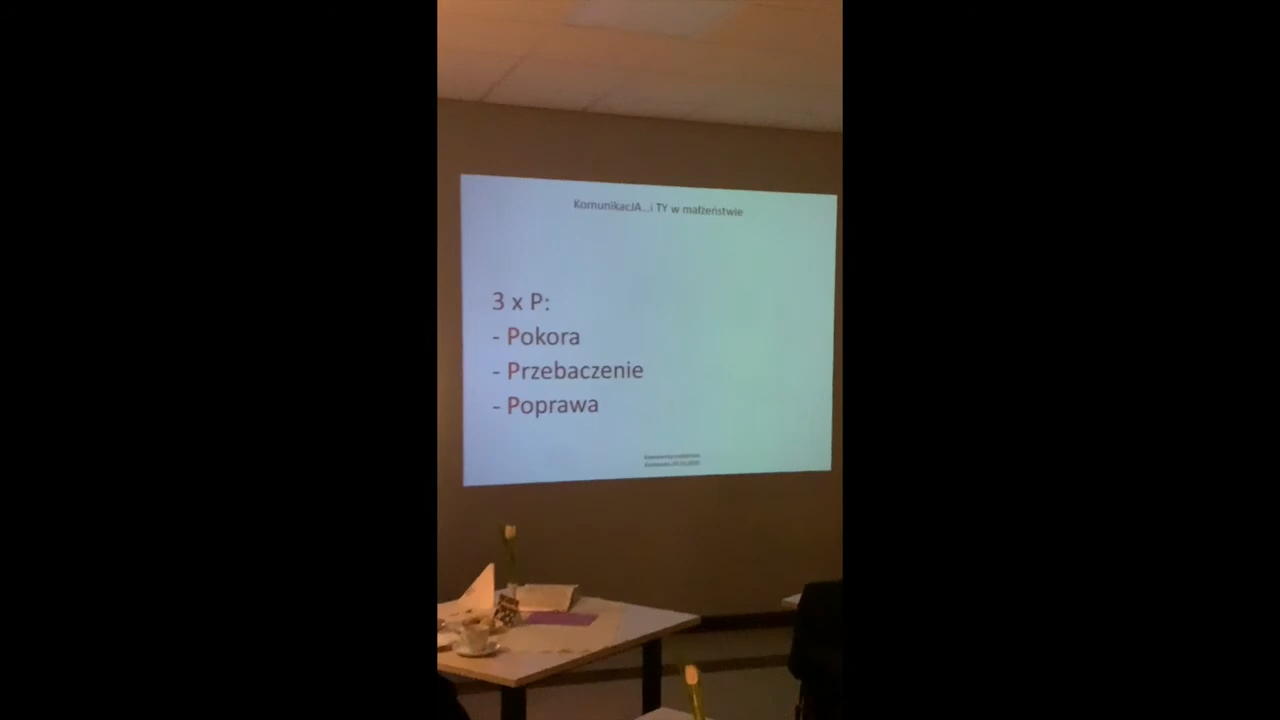 KomunikacJA...i TY w małżeństwie
3 x P:
- Pokora
- Przebaczenie
- Poprawa